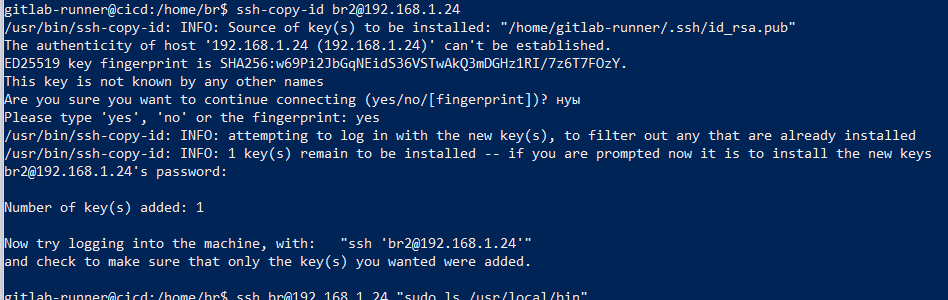 gitlab-runner@cicd:/home/br$ ssh-copy-id br2@192.168.1.24
/usr/bin/ssh-copy-id: INFO: Source of key(s) to be installed: "/home/gitlab-runner/.ssh/id_rsa.pub"
The authenticity of host '192.168.1.24 (192.168.1.24)' can't be established.
ED25519 key fingerprint is SHA256:w69Pi2JbGqNEidS36VSTwAkQ3mDGHz1RI/7z6T7FOzY.
This key is not known by any other names
Are you sure you want to continue connecting (yes/no/[fingerprint])? нуы
Please type 'yes', 'no' or the fingerprint: yes
/usr/bin/ssh-copy-id: INFO: attempting to log in with the new key(s), to filter out any that are already installed
/usr/bin/ssh-copy-id: INFO: 1 key(s) remain to be installed -- if you are prompted now it is to install the new keys
br2@192.168.1.24's password:
Number of key(s) added: 1
Now try logging into the machine, with:   "ssh 'br2@192.168.1.24'"
and check to make sure that only the key(s) you wanted were added.
gitlab-runner@cicd:/home/br$ ssh br@192.168.1.24 "sudo ls /usr/local/bin"